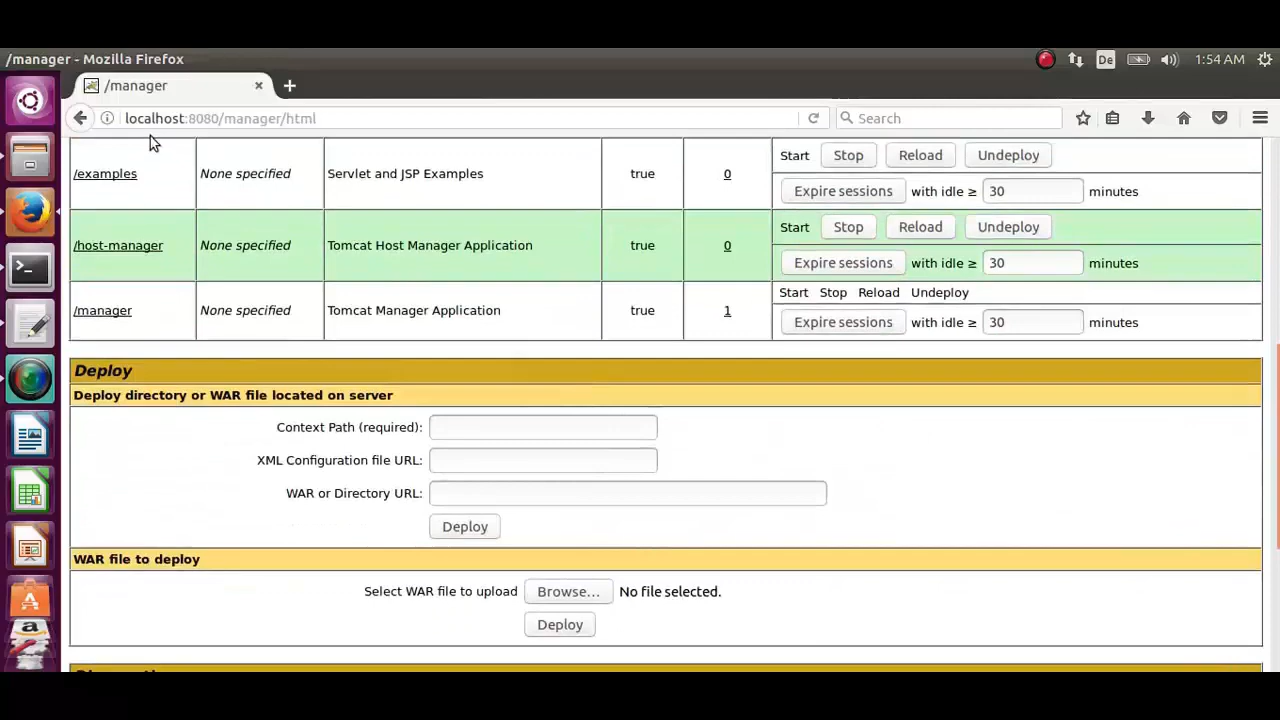 /manager - Mozilla Firefox
De
1:54 AM
/manager
localhost:8080/manager/html
Search
/examples None specified Servlet and JSP Examples true 0 Start Stop Reload Undeploy
Expire sessions with idle ≥ 30 minutes
/host-manager None specified Tomcat Host Manager Application true 0 Start Stop Reload Undeploy
Expire sessions with idle ≥ 30 minutes
/manager None specified Tomcat Manager Application true 1 Start Stop Reload Undeploy
Expire sessions with idle ≥ 30 minutes
Deploy
Deploy directory or WAR file located on server
Context Path (required):
XML Configuration file URL:
WAR or Directory URL:
Deploy
WAR file to deploy
Select WAR file to upload Browse... No file selected.
Deploy